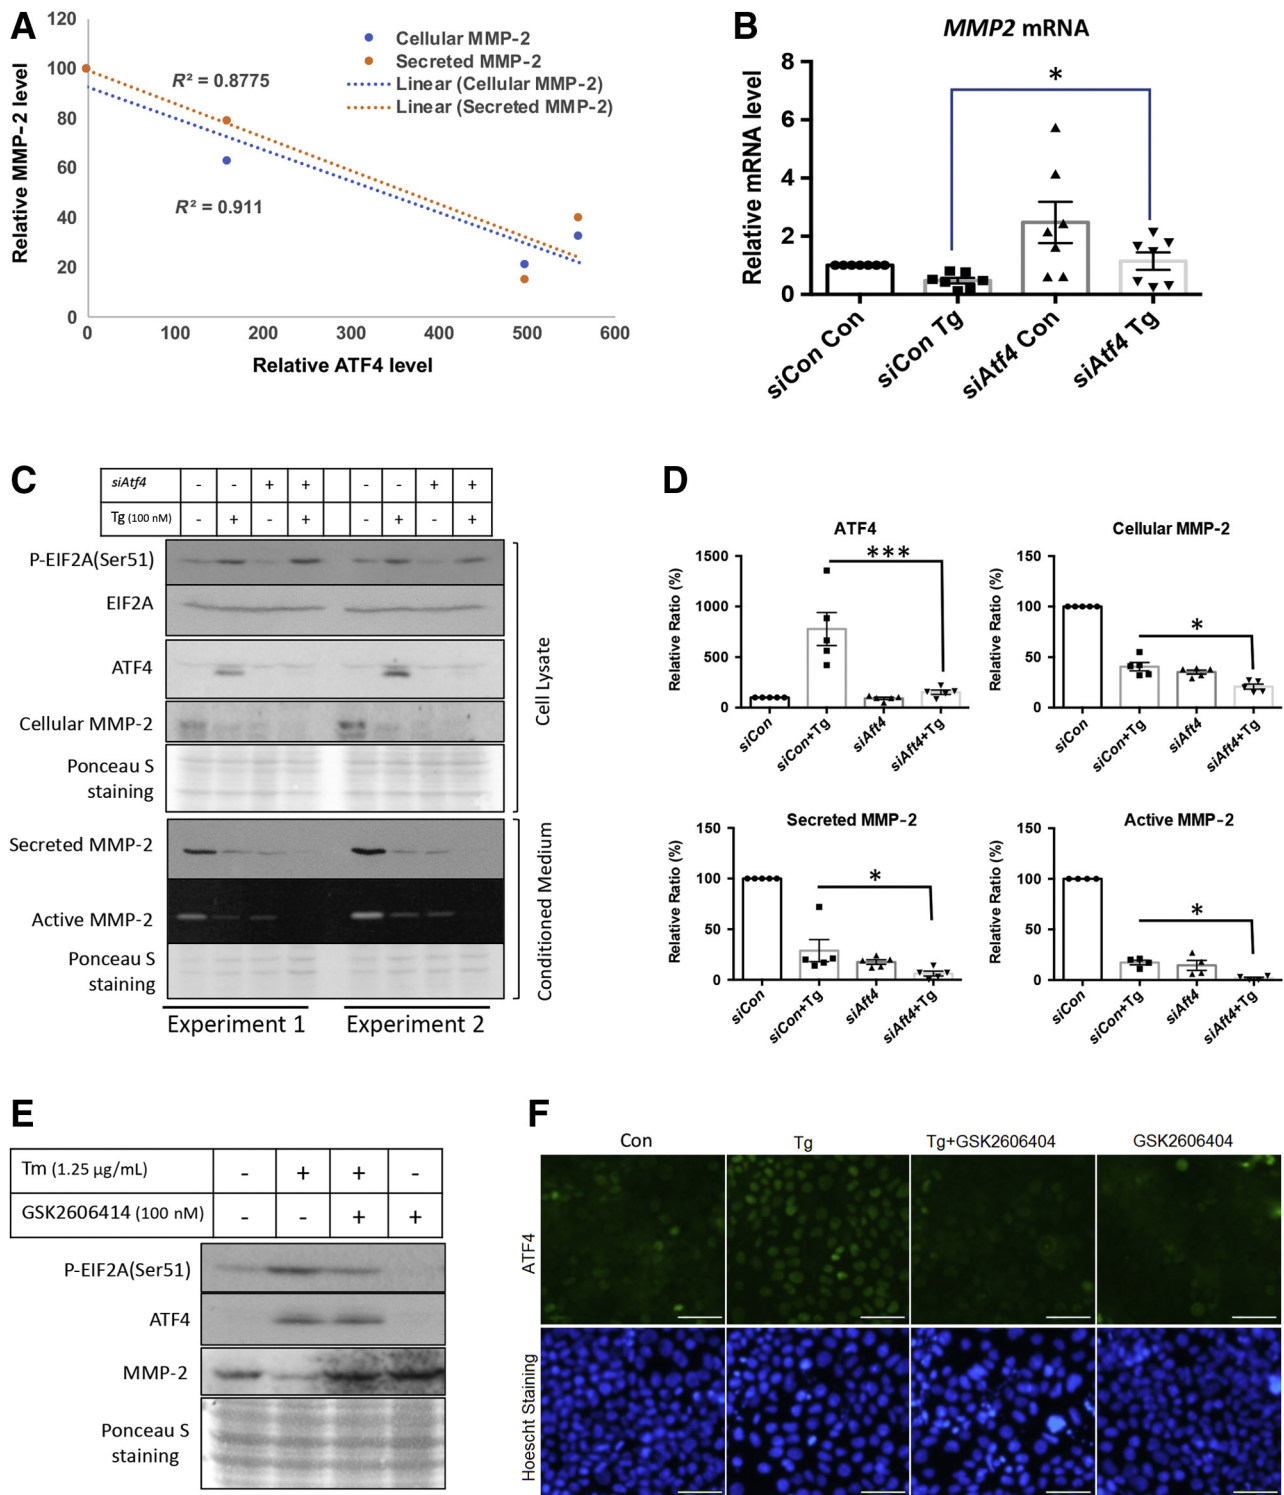 A
120
100
80
60
40
20
0
0 100 200 300 400 500 600
Relative MMP-2 level
Relative ATF4 level
R² = 0.8775
R² = 0.911
Cellular MMP-2
Secreted MMP-2
Linear (Cellular MMP-2)
Linear (Secreted MMP-2)
B
MMP2 mRNA
Relative mRNA level
8
6
4
2
0
*
siCon Con
siCon Tg
siAtf4 Con
siAtf4 Tg
C
siAtf4 - - + + - - + +
Tg (100 nM) - + - + - + - +
P-EIF2A(Ser51)
EIF2A
ATF4
Cellular MMP-2
Ponceau S
staining
Cell Lysate
Secreted MMP-2
Active MMP-2
Ponceau S
staining
Conditioned Medium
Experiment 1 Experiment 2
D
ATF4
Relative Ratio (%)
1500
1000
500
0
***
siCon
siCon+Tg
siAft4
siAft4+Tg
Cellular MMP-2
Relative Ratio (%)
150
100
50
0
*
siCon
siCon+Tg
siAft4
siAft4+Tg
Secreted MMP-2
Relative Ratio (%)
150
100
50
0
*
siCon
siCon+Tg
siAft4
siAft4+Tg
Active MMP-2
Relative Ratio (%)
150
100
50
0
*
siCon
siCon+Tg
siAft4
siAft4+Tg
E
Tm (1.25 µg/mL) - + + -
GSK2606414 (100 nM) - - + +
P-EIF2A(Ser51)
ATF4
MMP-2
Ponceau S
staining
F
Con Tg Tg+GSK2606404 GSK2606404
ATF4
Hoescht Staining